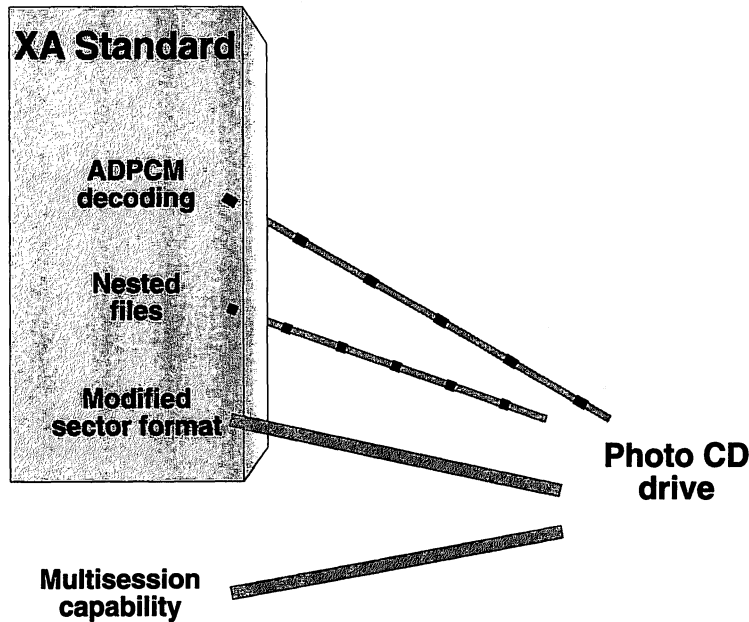 XA Standard
ADPCM
decoding
Nested
files
Modified
sector format
Photo CD
drive
Multisession
capability